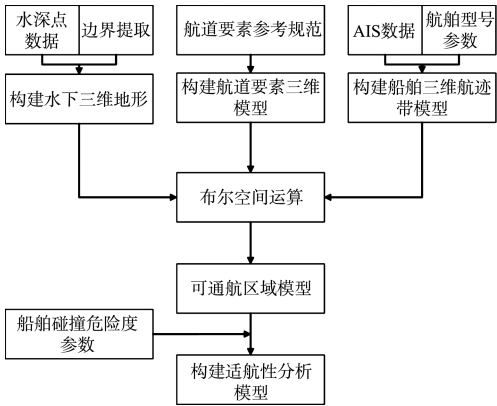 水深点
数据
边界提取
航道要素参考规范
AIS数据
航舶型号
参数
构建水下三维地形
构建航道要素三维
模型
构建船舶三维航迹
带模型
布尔空间运算
可通航区域模型
船舶碰撞危险度
参数
构建适航性分析
模型